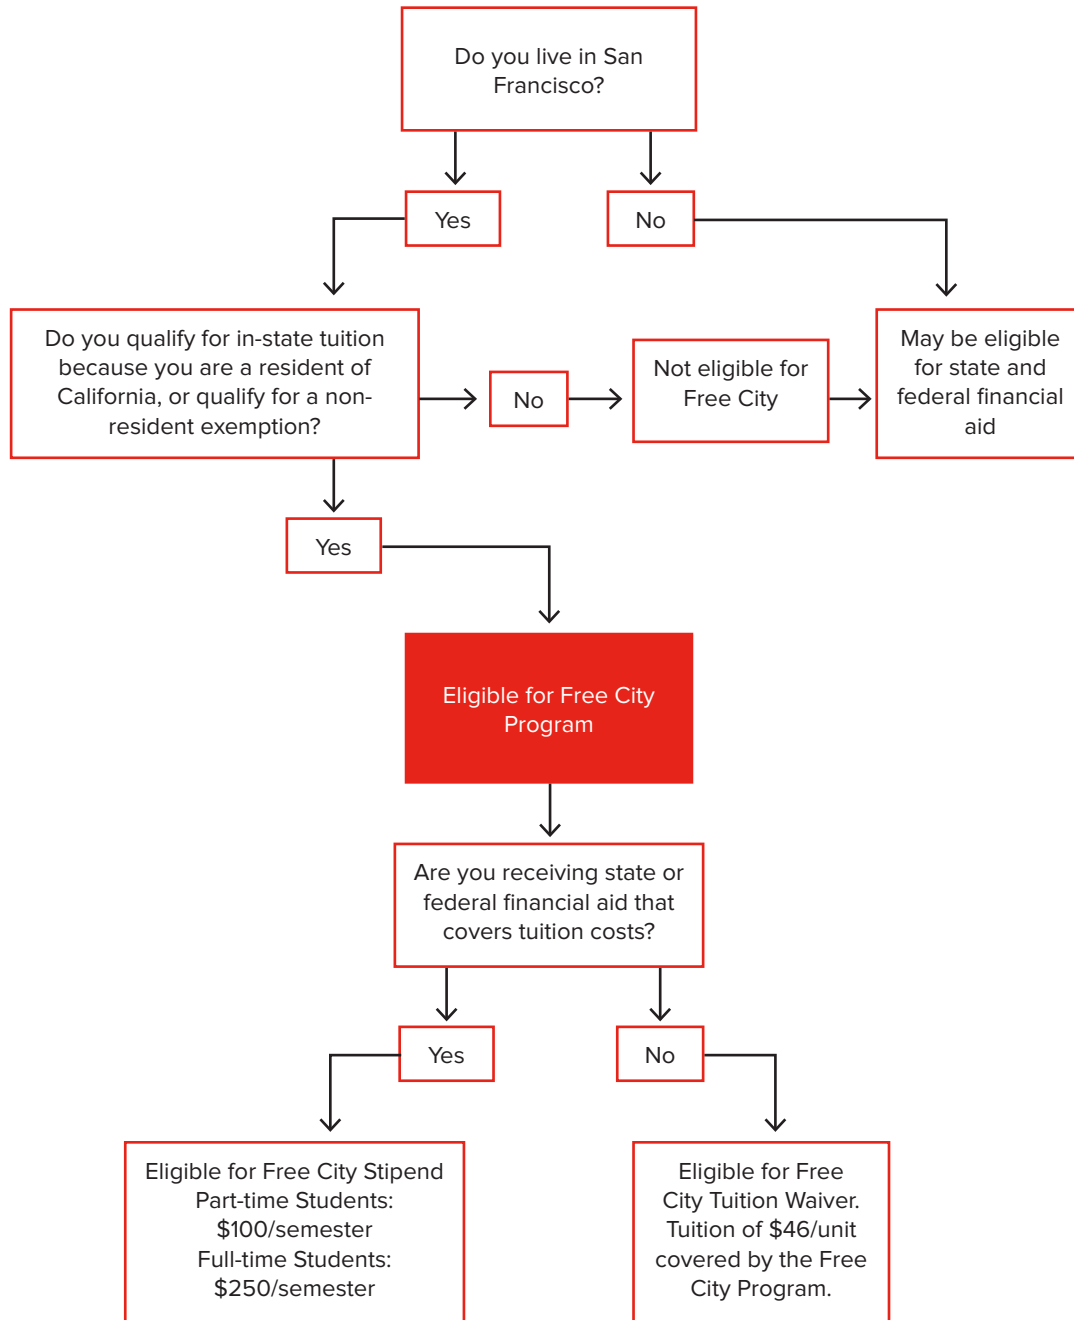 Do you live in San
Francisco?
Yes
No
Do you qualify for in-state tuition
because you are a resident of
California, or qualify for a non-
resident exemption?
No
Not eligible for
Free City
May be eligible
for state and
federal financial
aid
Yes
Eligible for Free City
Program
Are you receiving state or
federal financial aid that
covers tuition costs?
Yes
No
Eligible for Free City Stipend
Part-time Students:
$100/semester
Full-time Students:
$250/semester
Eligible for Free
City Tuition Waiver.
Tuition of $46/unit
covered by the Free
City Program.